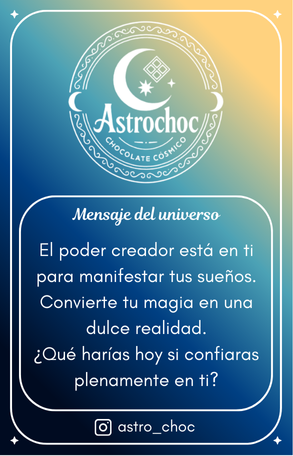 Astrochoc
CHOCOLATE CÓSMICO
Mensaje del universo
El poder creador está en ti
para manifestar tus sueños.
Convierte tu magia en una
dulce realidad.
¿Qué harías hoy si confiaras
plenamente en ti?
astro_choc